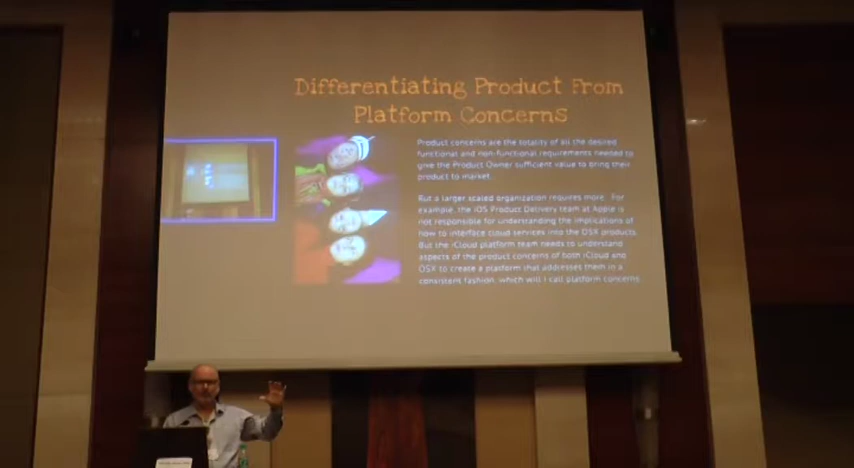 Differentiating Product From
Platform Concerns
Product concerns are the totality of all the desired
functional and non-functional requirements needed to
give the Product Owner sufficient value to bring their
product to market.
But a larger scaled organization requires more. For
example, the iOS Product Delivery team at Apple is
not responsible for understanding the implications of
how to interface cloud services into the OSX products.
But the iCloud platform team needs to understand
aspects of the product concerns of both iCloud and
OSX to create a platform that addresses them in a
consistent fashion, which will I call platform concerns